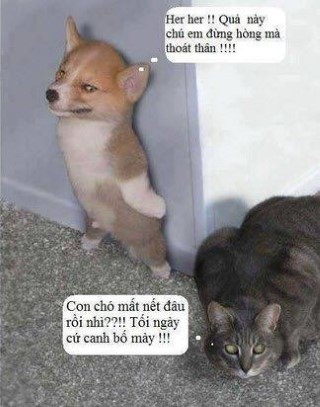 Her her !! Quả này
chú em đừng hòng mà
thoát thân !!!!
Con chó mất nết đâu
rồi nhỉ??!! Tối ngày
cứ canh bố mày !!!